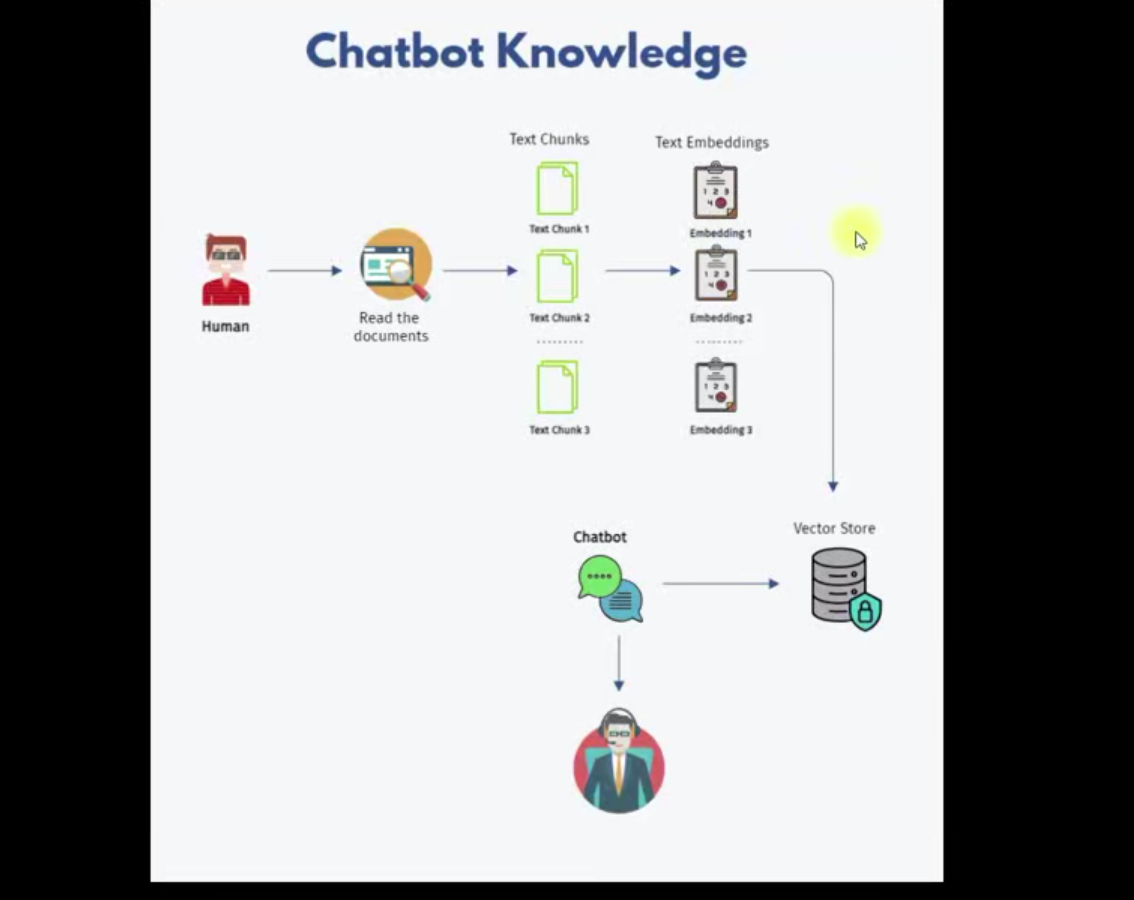 Chatbot Knowledge
Text Chunks
Text Embeddings
Text Chunk 1
Embedding 1
Human
Read the
documents
Text Chunk 2
Embedding 2
Text Chunk 3
Embedding 3
Chatbot
Vector Store